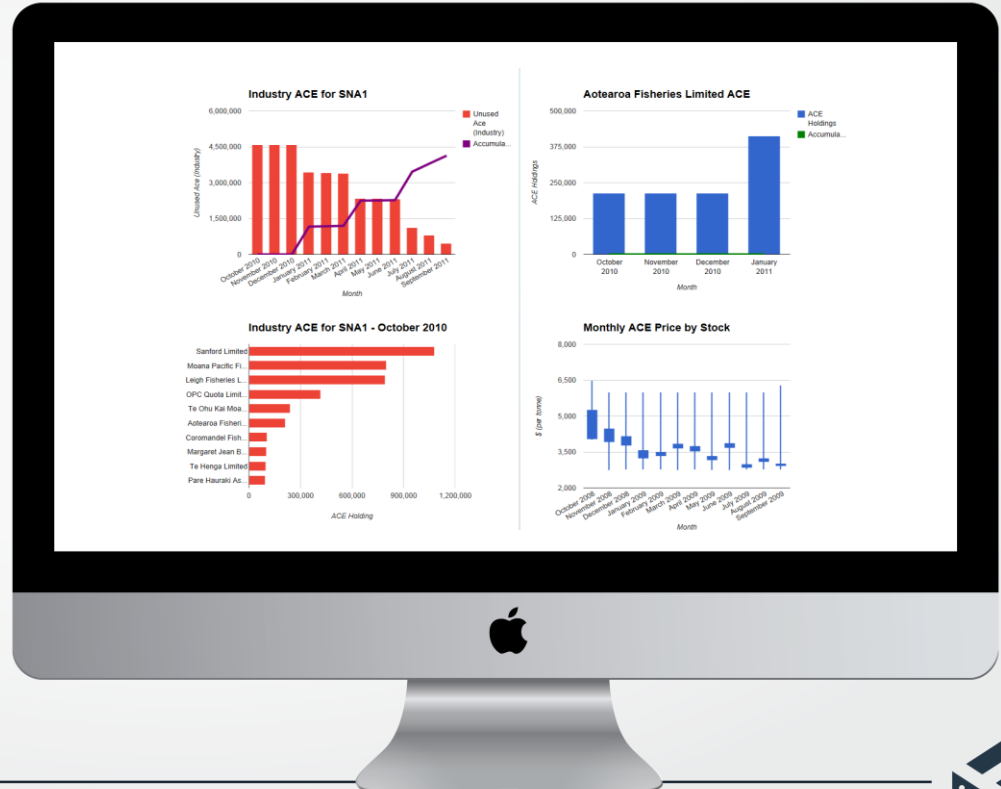 Industry ACE for SNA1
6,000,000
4,500,000
3,000,000
1,500,000
0
Unused Ace (Industry)
October 2010
November 2010
December 2010
January 2011
February 2011
March 2011
April 2011
May 2011
June 2011
July 2011
August 2011
September 2011
Month
Unused
Ace
(Industry)
Accumula...
Aotearoa Fisheries Limited ACE
500,000
375,000
250,000
125,000
0
ACE Holdings
October
2010
November
2010
December
2010
January
2011
Month
ACE
Holdings
Accumula...
Industry ACE for SNA1 - October 2010
Sanford Limited
Moana Pacific Fi...
Leigh Fisheries L...
OPC Quota Limit...
Te Ohu Kai Moa...
Aotearoa Fisheri...
Coromandel Fish...
Margaret Jean B...
Te Henga Limited
Pare Hauraki As...
0
300,000
600,000
900,000
1,200,000
ACE Holding
Monthly ACE Price by Stock
8,000
6,500
5,000
3,500
2,000
$ (per tonne)
October 2008
November 2008
December 2008
January 2009
February 2009
March 2009
April 2009
May 2009
June 2009
July 2009
August 2009
September 2009
Month